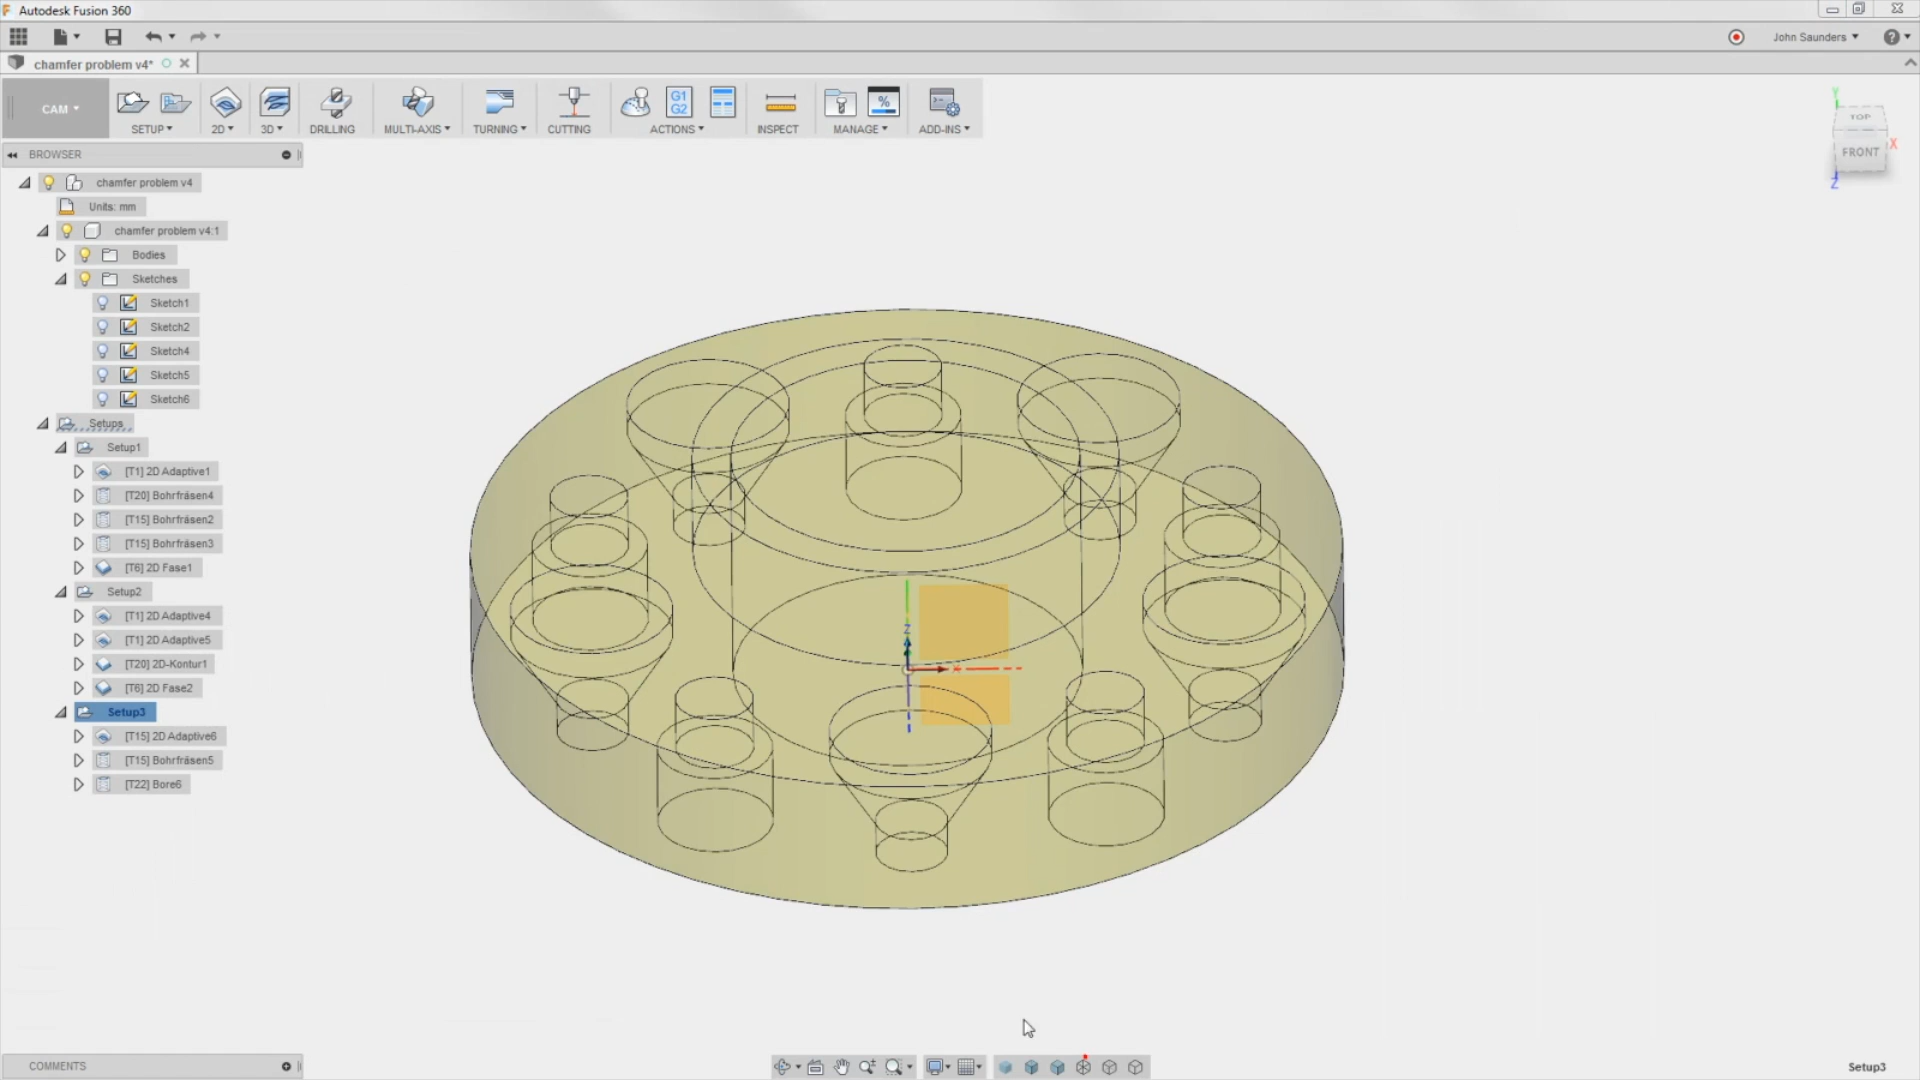 Autodesk Fusion 360
John Saunders
chamfer problem v4*
CAM
SETUP
2D
3D
DRILLING
MULTI-AXIS
TURNING
CUTTING
G1
G2
ACTIONS
INSPECT
%
MANAGE
ADD-INS
BROWSER
chamfer problem v4
Units: mm
chamfer problem v4:1
Bodies
Sketches
Sketch1
Sketch2
Sketch4
Sketch5
Sketch6
Setups
Setup1
[T1] 2D Adaptive1
[T20] Bohrfräsen4
[T15] Bohrfräsen2
[T15] Bohrfräsen3
[T6] 2D Fase1
Setup2
[T1] 2D Adaptive4
[T1] 2D Adaptive5
[T20] 2D-Kontur1
[T6] 2D Fase2
Setup3
[T15] 2D Adaptive6
[T15] Bohrfräsen5
[T22] Bore6
Y
TOP
X
FRONT
Z
Z
X
COMMENTS
Setup3